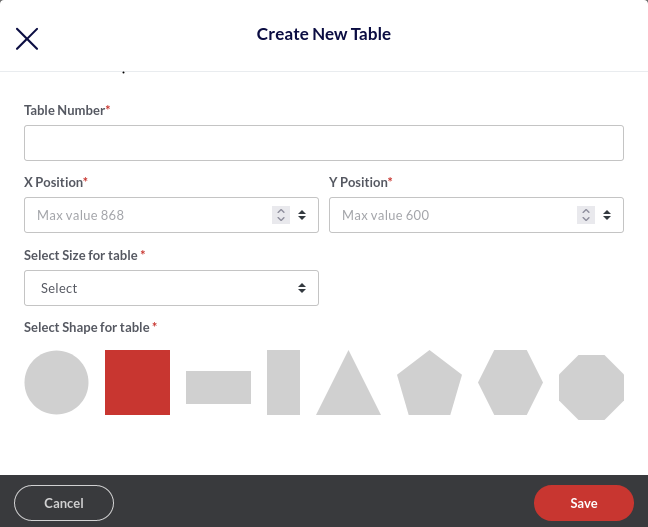 Create New Table
Table Number*
X Position*
Y Position*
Max value 868
Max value 600
Select Size for table *
Select
Select Shape for table *
Cancel
Save